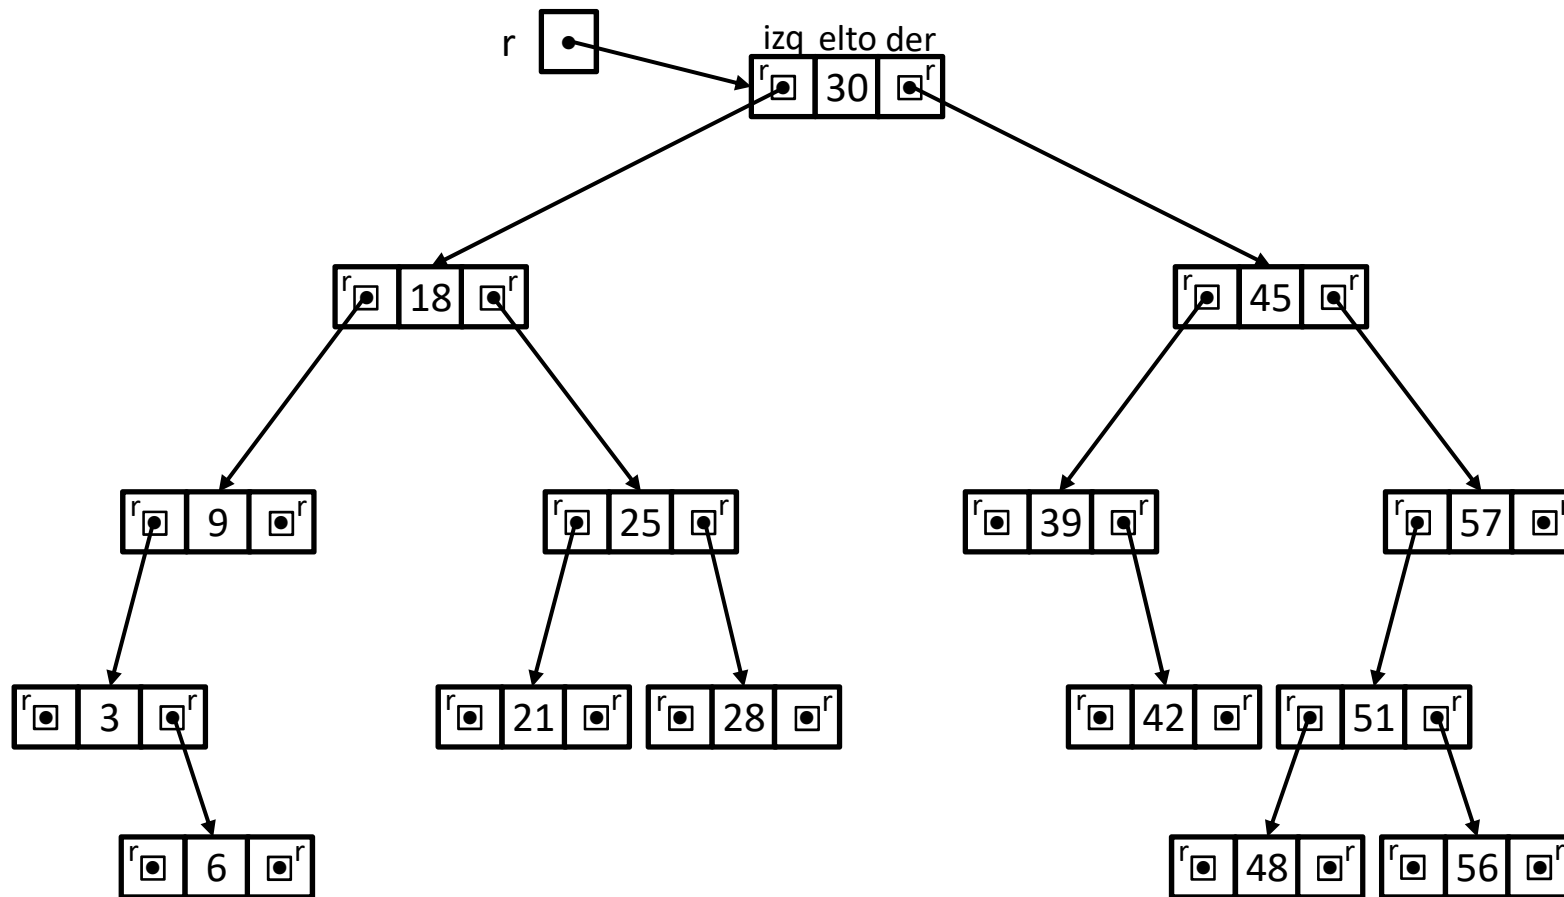 r
izq elto der
r 30 r
r 18 r
r 45 r
r 9 r
r 25 r
r 39 r
r 57 r
r 3 r
r 21 r
r 28 r
r 42 r
r 51 r
r 6 r
r 48 r
r 56 r